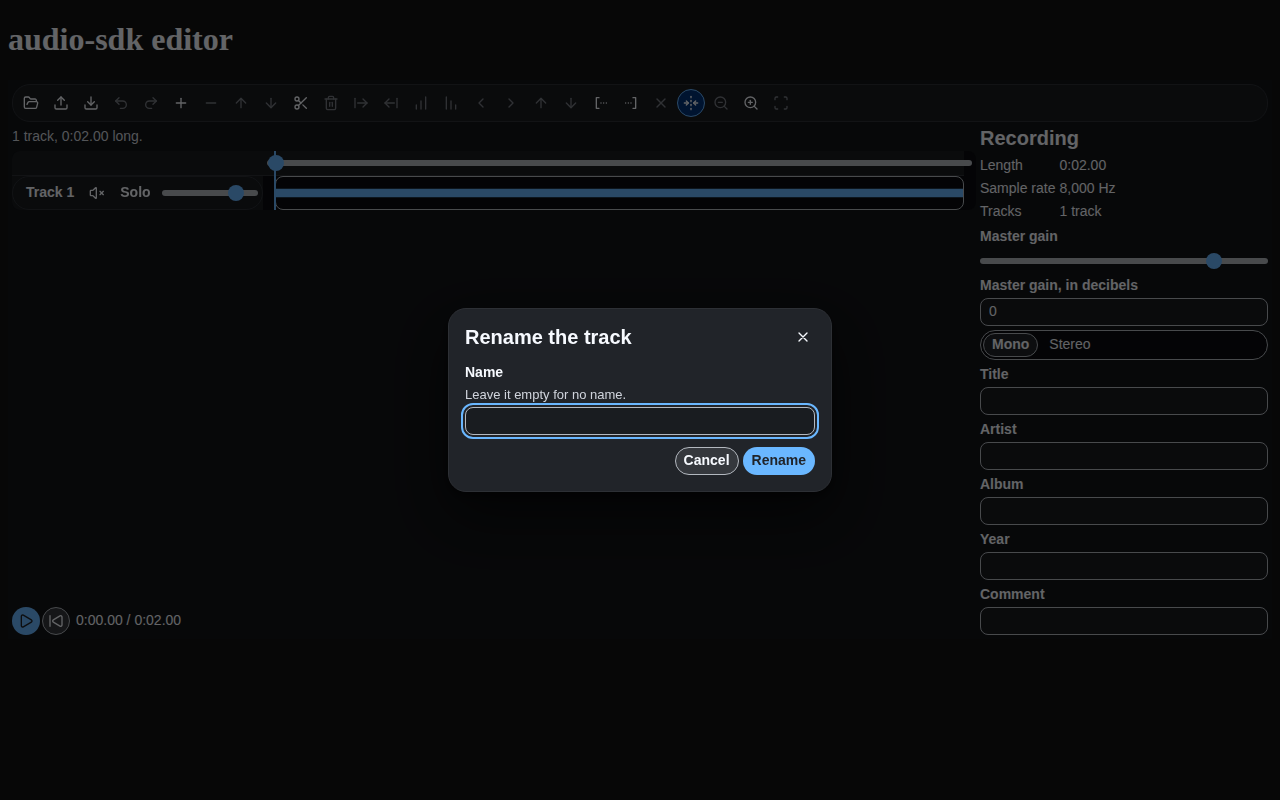 audio-sdk editor
1 track, 0:02.00 long.
Track 1
Solo
Recording
Length 0:02.00
Sample rate 8,000 Hz
Tracks 1 track
Master gain
Master gain, in decibels
0
Mono Stereo
Title
Artist
Album
Year
Comment
Rename the track
Name
Leave it empty for no name.
Cancel Rename
0:00.00 / 0:02.00